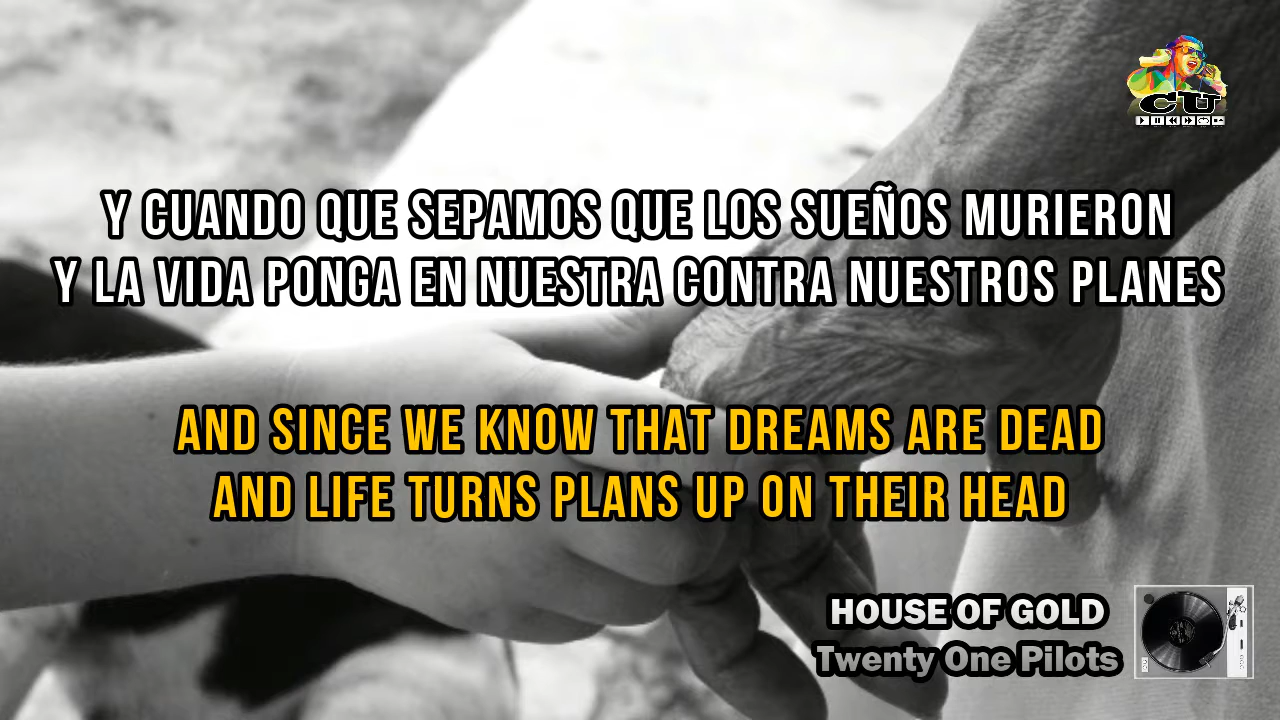 CU
Y CUANDO QUE SEPAMOS QUE LOS SUEÑOS MURIERON
Y LA VIDA PONGA EN NUESTRA CONTRA NUESTROS PLANES
AND SINCE WE KNOW THAT DREAMS ARE DEAD
AND LIFE TURNS PLANS UP ON THEIR HEAD
HOUSE OF GOLD
Twenty One Pilots